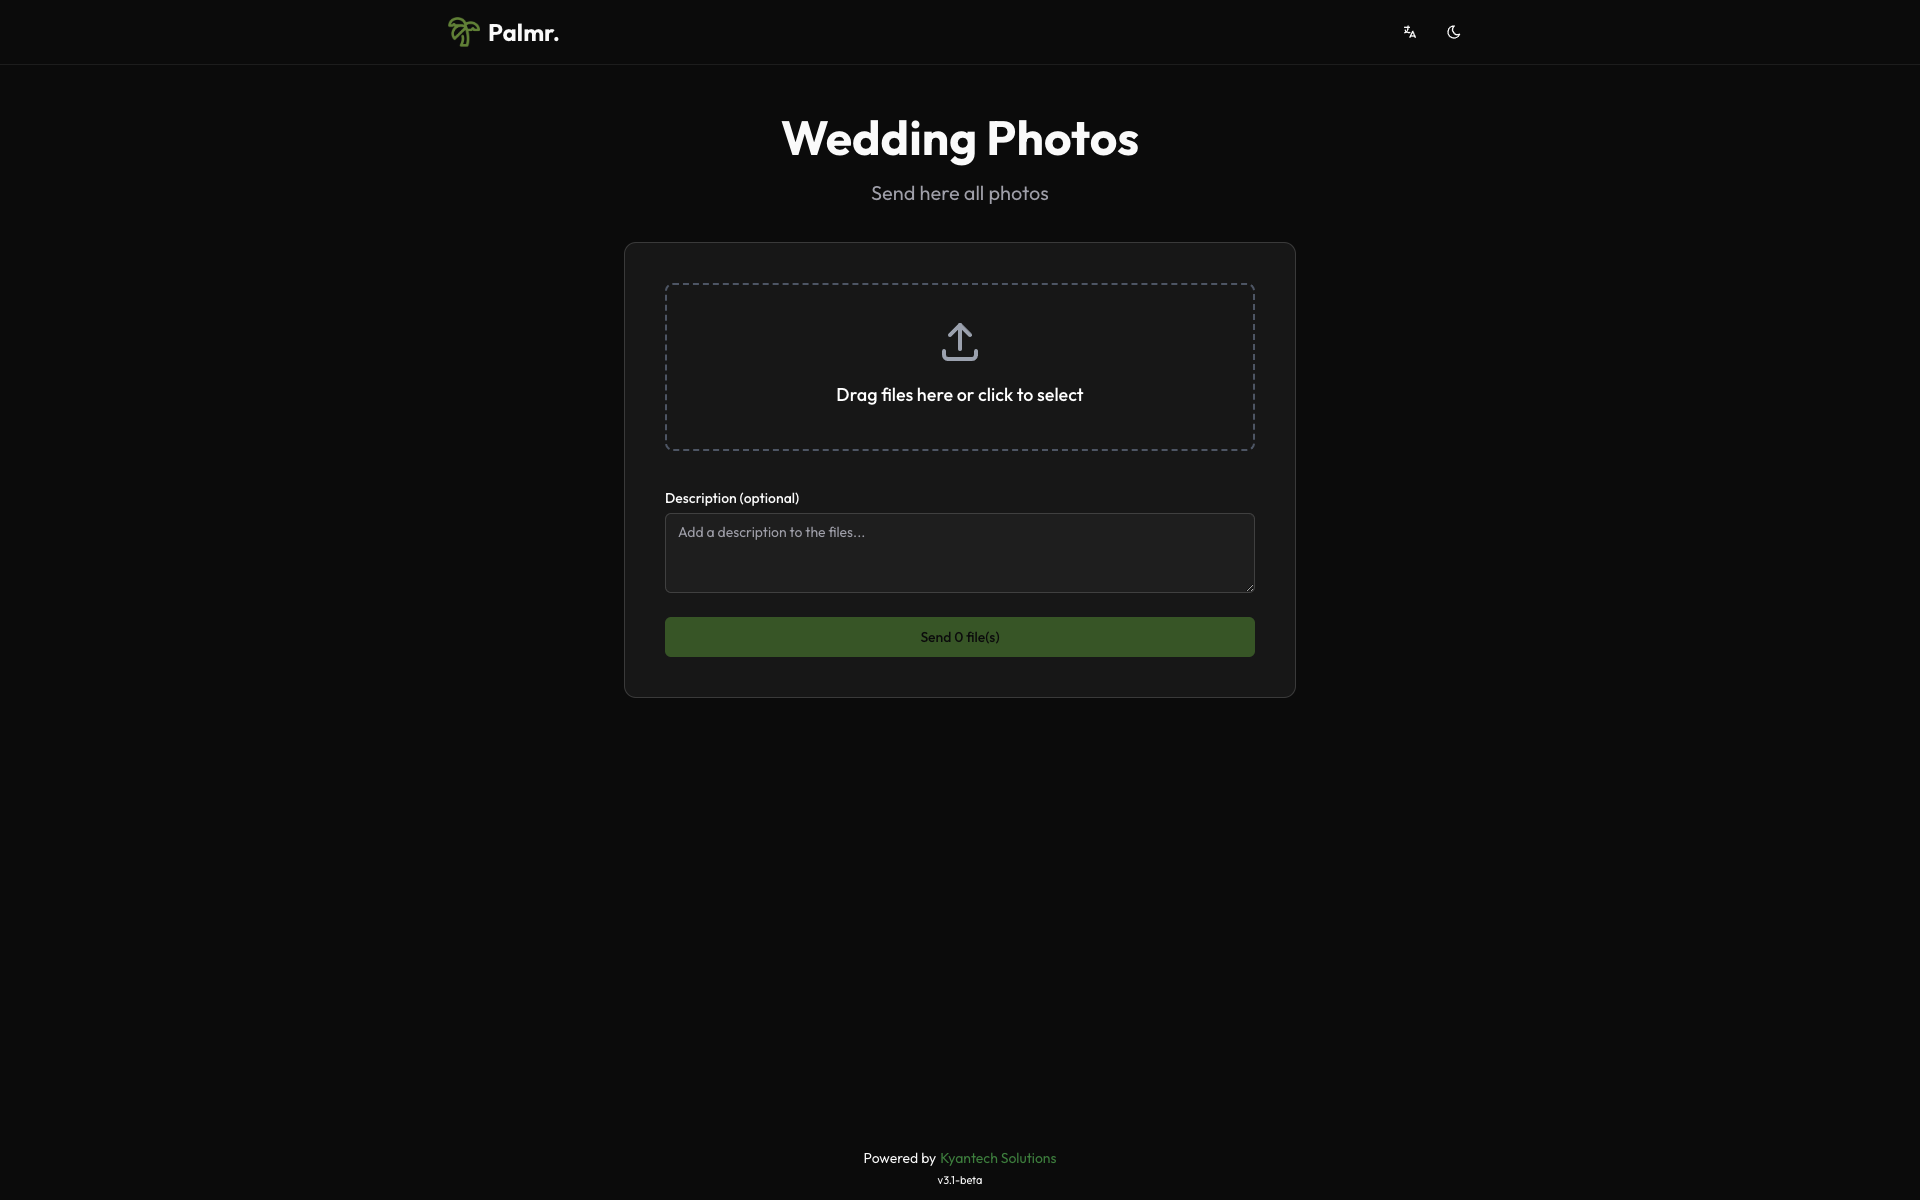 Palmr.
Wedding Photos
Send here all photos
Drag files here or click to select
Description (optional)
Add a description to the files...
Send 0 file(s)
Powered by Kyantech Solutions
v3.1-beta